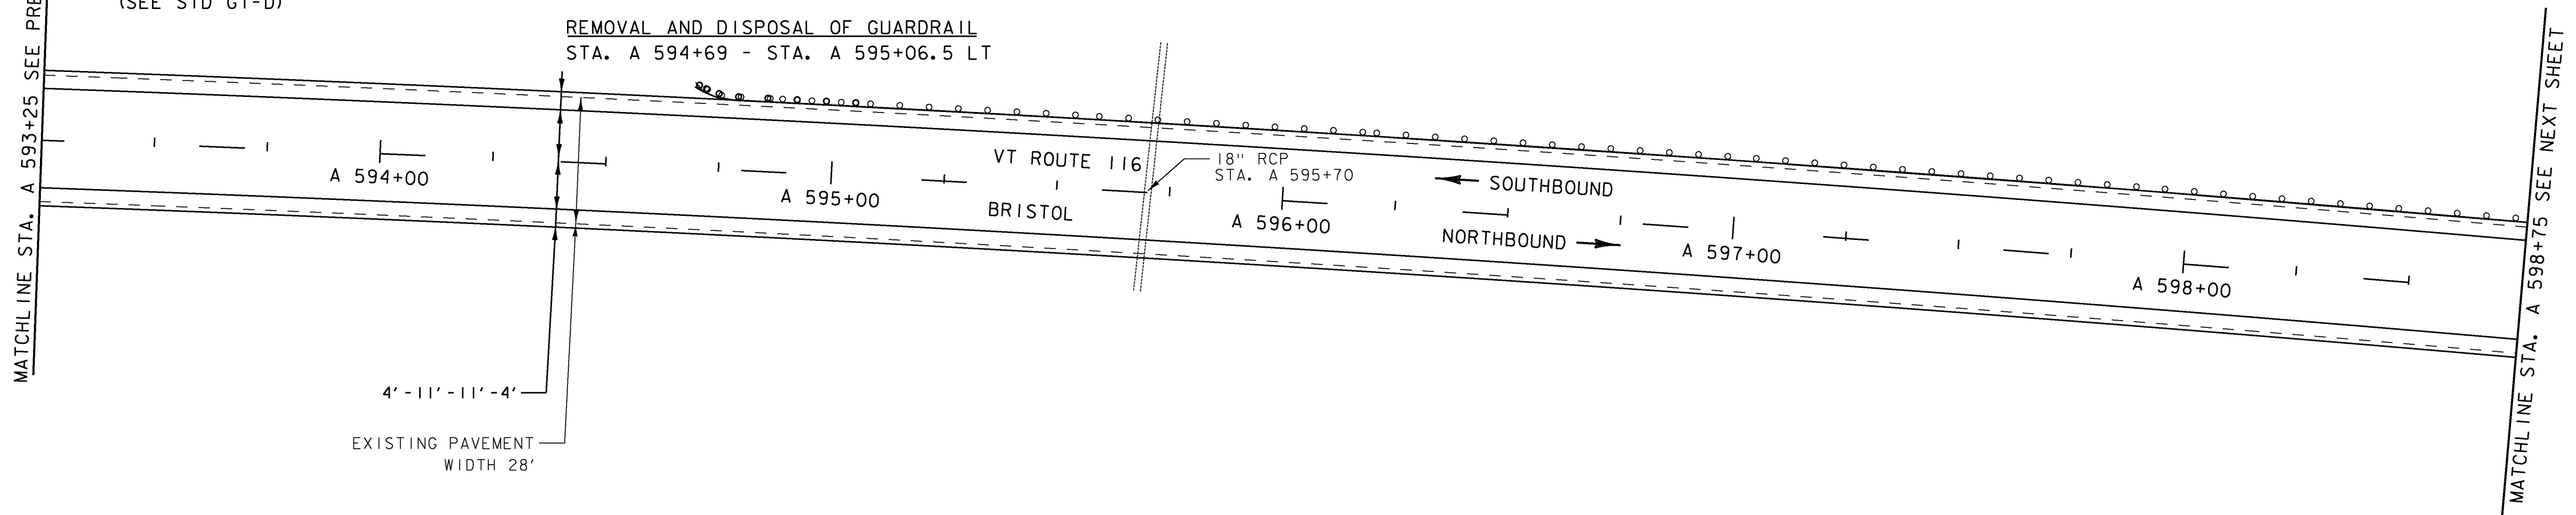 (SEE STD GT-D)
REMOVAL AND DISPOSAL OF GUARDRAIL
STA. A 594+69 - STA. A 595+06.5 LT
MATCHLINE STA. A 593+25 SEE PRE
A 594+00
A 595+00
VT ROUTE 116
BRISTOL
18" RCP
STA. A 595+70
A 596+00
SOUTHBOUND
NORTHBOUND
A 597+00
A 598+00
MATCHLINE STA. A 598+75 SEE NEXT SHEET
4'-11'-11'-4'
EXISTING PAVEMENT
WIDTH 28'